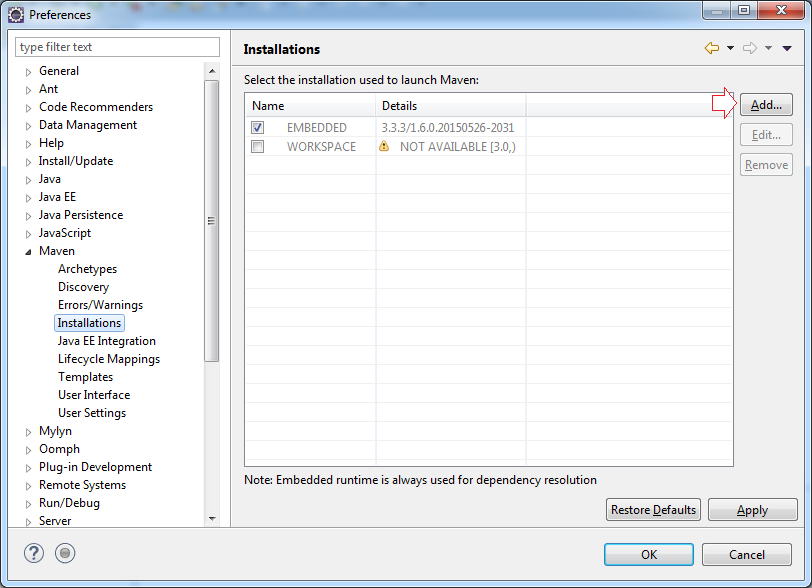 Preferences
type filter text
General
Ant
Code Recommenders
Data Management
Help
Install/Update
Java
Java EE
Java Persistence
JavaScript
Maven
Archetypes
Discovery
Errors/Warnings
Installations
Java EE Integration
Lifecycle Mappings
Templates
User Interface
User Settings
Mylyn
Oomph
Plug-in Development
Remote Systems
Run/Debug
Server
Installations
Select the installation used to launch Maven:
Name Details
EMBEDDED 3.3.3/1.6.0.20150526-2031
WORKSPACE NOT AVAILABLE [3.0,)
Add...
Edit...
Remove
Note: Embedded runtime is always used for dependency resolution
Restore Defaults Apply
? OK Cancel